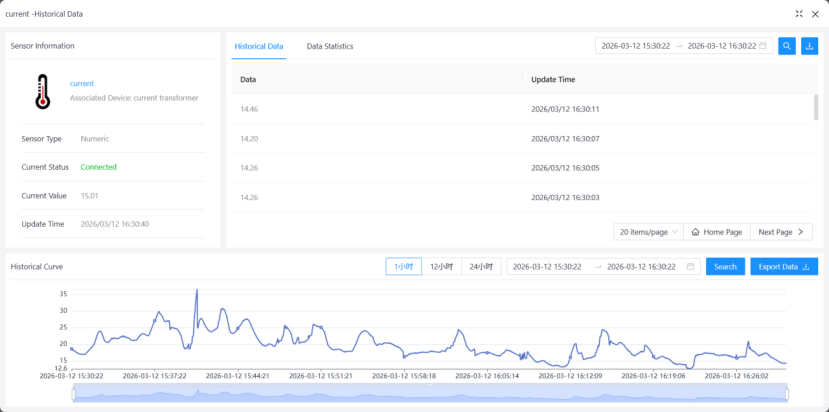 current -Historical Data
Sensor Information
current
Associated Device: current transformer
Sensor Type Numeric
Current Status Connected
Current Value 15.01
Update Time 2026/03/12 16:30:40
Historical Data Data Statistics 2026-03-12 15:30:22 → 2026-03-12 16:30:22
Data Update Time
14.46 2026/03/12 16:30:11
14.20 2026/03/12 16:30:07
14.26 2026/03/12 16:30:05
14.26 2026/03/12 16:30:03
20 items/page Home Page Next Page
Historical Curve 1小时 12小时 24小时 2026-03-12 15:30:22 → 2026-03-12 16:30:22 Search Export Data
35
30
25
20
15
12.6
2026-03-12 15:30:22 2026-03-12 15:37:22 2026-03-12 15:44:21 2026-03-12 15:51:21 2026-03-12 15:58:18 2026-03-12 16:05:14 2026-03-12 16:12:09 2026-03-12 16:19:06 2026-03-12 16:26:02